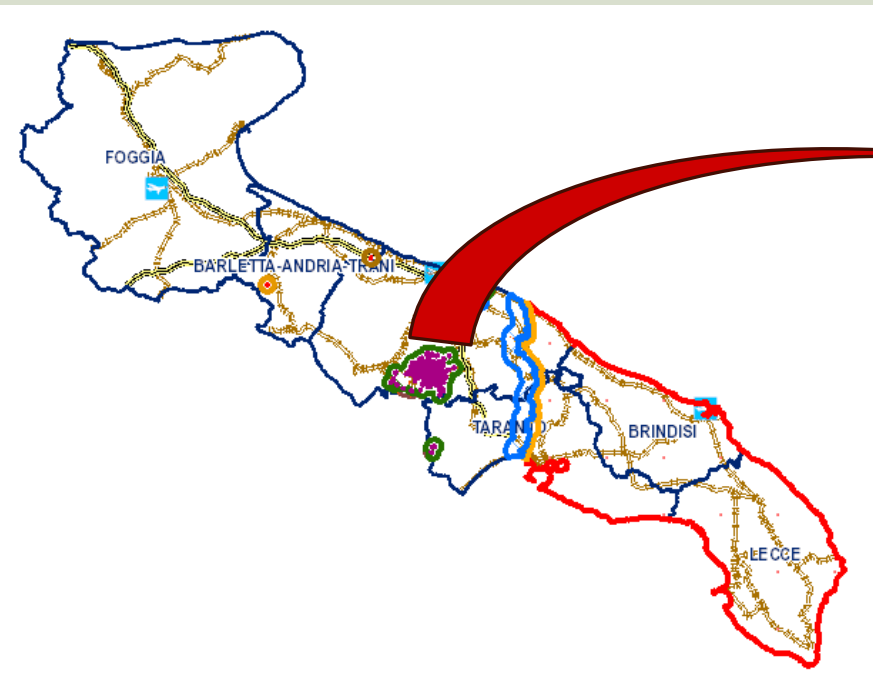 FOGGIA
BARLETTA-ANDRIA-TRANI
TARANTO
BRINDISI
LECCE